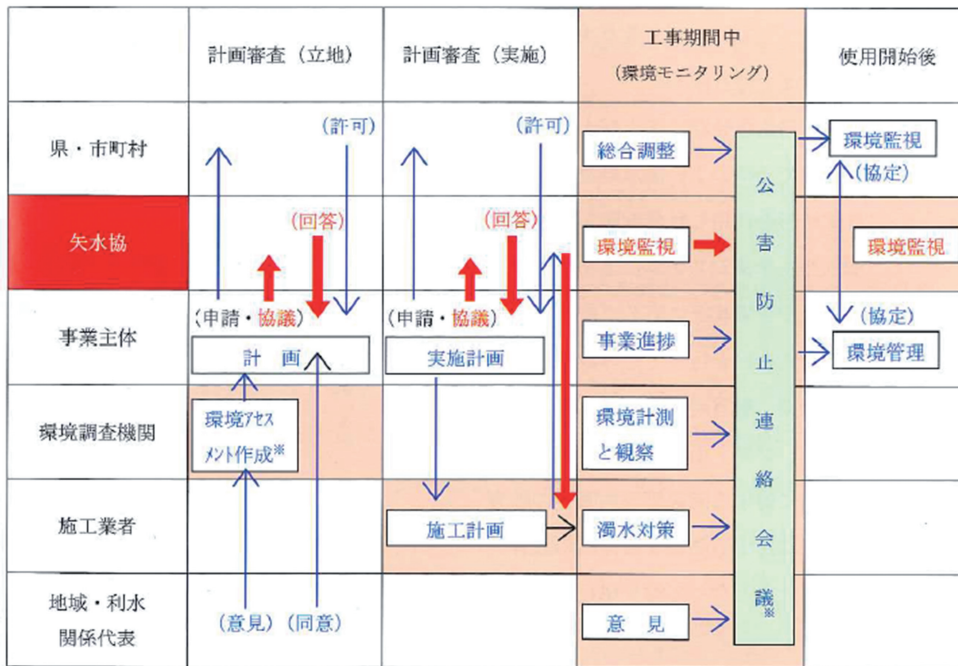 計画審査（立地）
計画審査（実施）
工事期間中
(環境モニタリング)
使用開始後
県・市町村
(許可)
(許可)
総合調整
環境監視
(協定)
矢水協
(回答)
(回答)
環境監視
環境監視
事業主体
(申請・協議)
計　画
(申請・協議)
実施計画
事業進捗
(協定)
環境管理
環境調査機関
環境アセス
メント作成※
環境計測
と観察
施工業者
施工計画
濁水対策
地域・利水
関係代表
(意見)
(同意)
意　見
公害防止連絡会議※